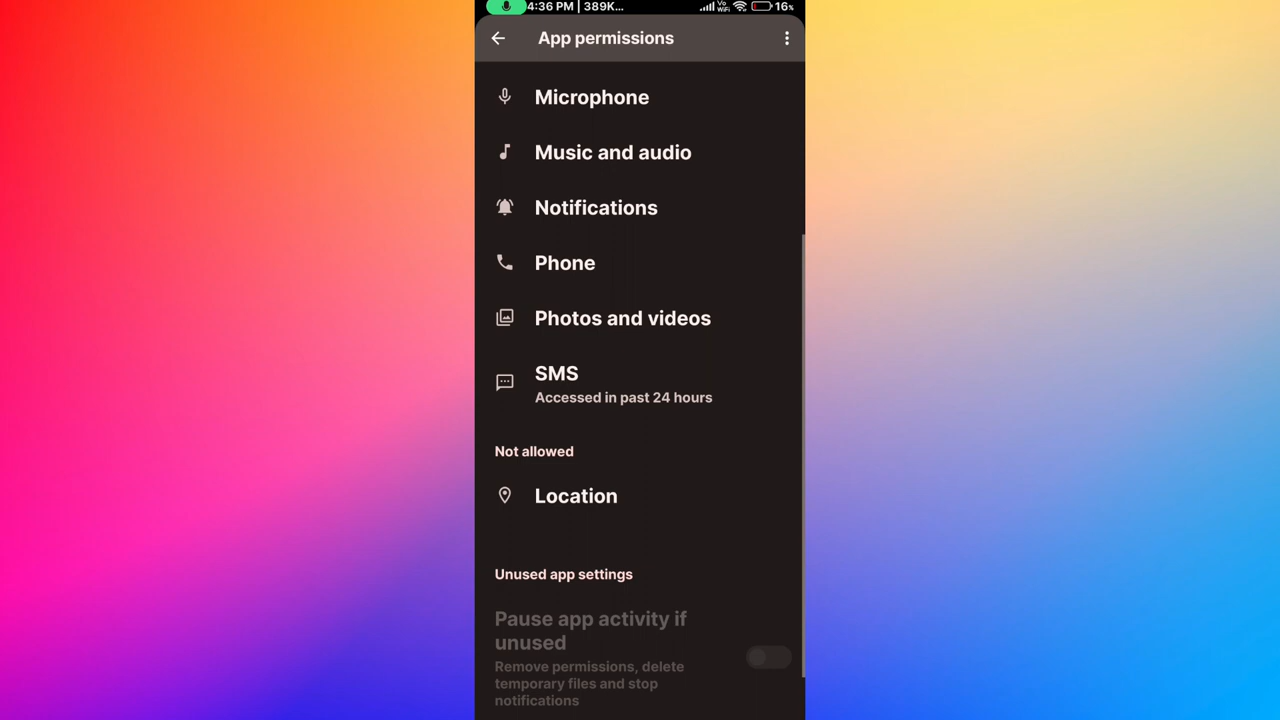 4:36 PM | 389K... Vo WiFi 16%
App permissions
Microphone
Music and audio
Notifications
Phone
Photos and videos
SMS
Accessed in past 24 hours
Not allowed
Location
Unused app settings
Pause app activity if
unused
Remove permissions, delete
temporary files and stop
notifications